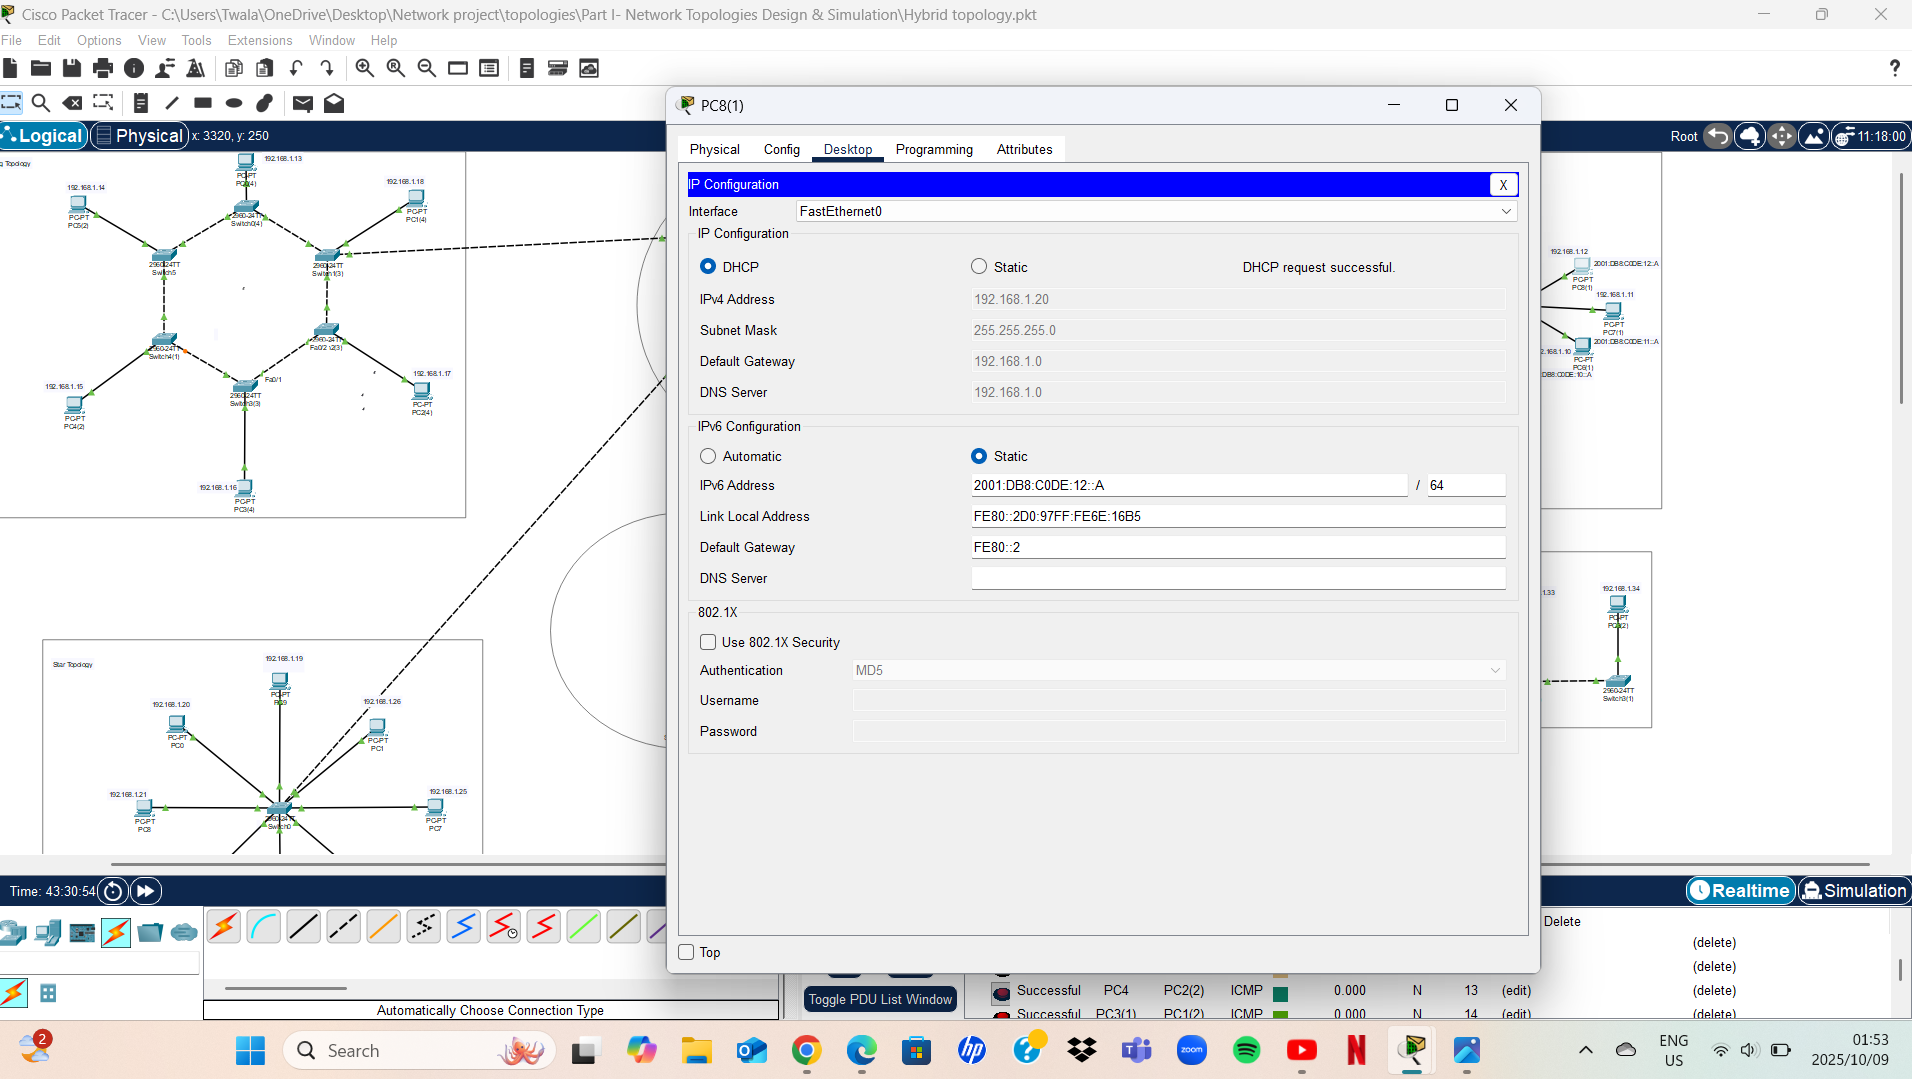 Cisco Packet Tracer - C:\Users\Twala\OneDrive\Desktop\Network project\topologies\Part I- Network Topologies Design & Simulation\Hybrid topology.pkt
File Edit Options View Tools Extensions Window Help
?
Logical Physical x: 3320, y: 250
Root 11:18:00
g Topology
192.168.1.13
PC-PT
192.168.1.14
PC-PT
PC5(2)
192.168.1.18
PC-PT
PC1(4)
2960-24TT
Switch0(4)
2960-24TT
Switch5
2960-24TT
Switch1(3)
2960-24TT
Switch4(1)
2960-24TT
Fa0/2
Fa0/1
2960-24TT
Switch3(3)
192.168.1.15
PC-PT
PC4(2)
192.168.1.17
PC-PT
PC2(4)
192.168.1.16
PC-PT
PC3(4)
Star Topology
192.168.1.19
PC-PT
PC9
192.168.1.20
PC-PT
PC0
192.168.1.26
PC-PT
PC1
192.168.1.21
PC-PT
PC8
192.168.1.25
PC-PT
PC7
2960-24TT
Switch0
PC8(1)
Physical Config Desktop Programming Attributes
IP Configuration X
Interface FastEthernet0
IP Configuration
DHCP Static DHCP request successful.
IPv4 Address 192.168.1.20
Subnet Mask 255.255.255.0
Default Gateway 192.168.1.0
DNS Server 192.168.1.0
IPv6 Configuration
Automatic Static
IPv6 Address 2001:DB8:C0DE:12::A / 64
Link Local Address FE80::2D0:97FF:FE6E:16B5
Default Gateway FE80::2
DNS Server
802.1X
Use 802.1X Security
Authentication MD5
Username
Password
Top
192.168.1.12
2001:DB8:C0DE:12::A
PC-PT
PC8(1)
192.168.1.11
PC-PT
PC7(1)
2001:DB8:C0DE:11::A
2.168.1.10
PC-PT
PC6(1)
DB8:C0DE:10::A
1.33
192.168.1.34
PC-PT
2960-24TT
Switch3(1)
Time: 43:30:54
Realtime Simulation
Automatically Choose Connection Type
Toggle PDU List Window
Delete
(delete)
(delete)
Successful PC4 PC2(2) ICMP 0.000 N 13 (edit) (delete)
Successful PC3(1) PC1(2) ICMP 0.000 N 14 (edit) (delete)
2
Search
hp
zoom
N
ENG
US
01:53
2025/10/09